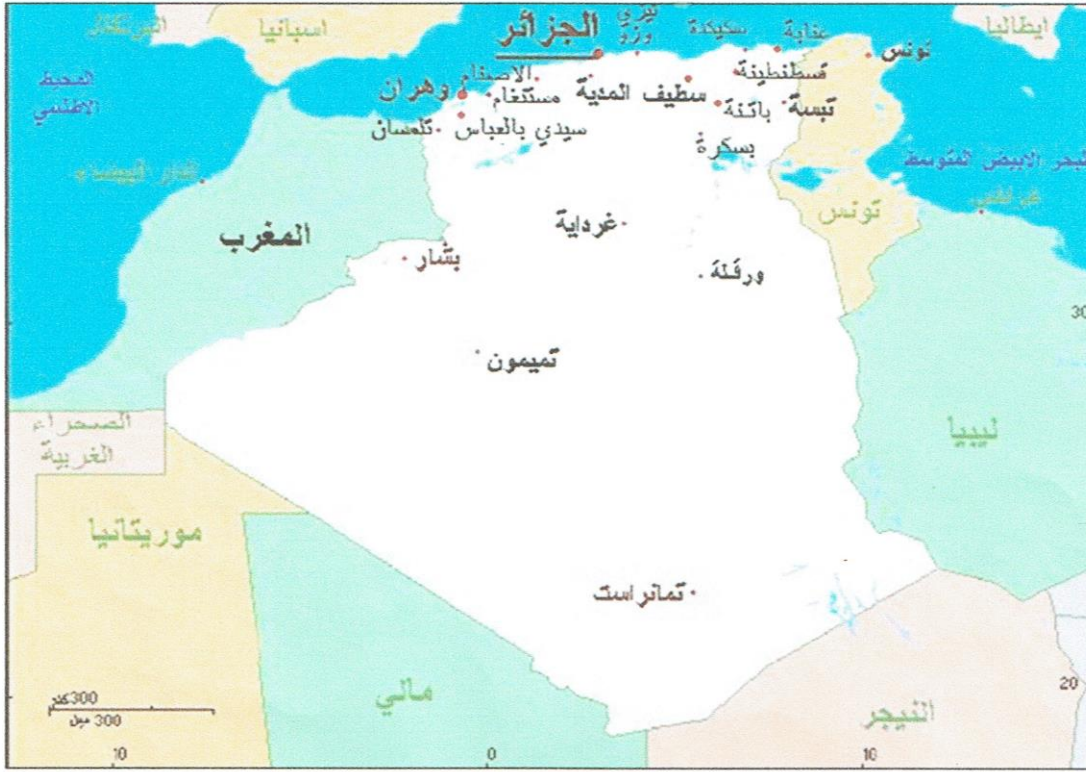 البرتغال
اسبانيا
الجزائر
تيزي
وزو
سكيكدة
عنابة
ايطاليا
تونس
قسنطينة
المحيط
الاطلسي
الاصنام
وهران
مستغانم
المدية
سطيف
باتنة
تبسة
تلمسان
سيدي بالعباس
بسكرة
البحر الابيض المتوسط
الدار البيضاء
تونس
المغرب
غرداية
بشار
ورقلة
تميمون
30
الصحراء
الغربية
ليبيا
موريتانيا
تمانراست
مالي
النيجر
20
300 كلم
300 ميل
10
0
10